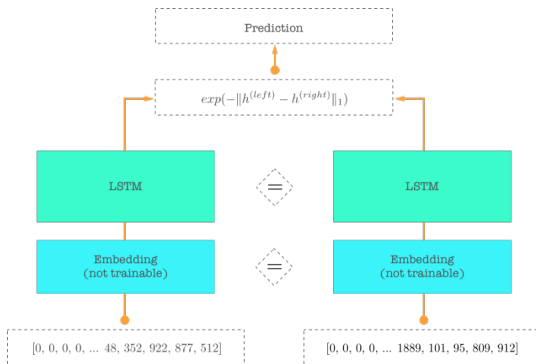 Prediction
exp(−‖h^(left) − h^(right)‖₁)
LSTM
=
LSTM
Embedding
(not trainable)
=
Embedding
(not trainable)
[0, 0, 0, 0, ... 48, 352, 922, 877, 512]
[0, 0, 0, 0, ... 1889, 101, 95, 809, 912]